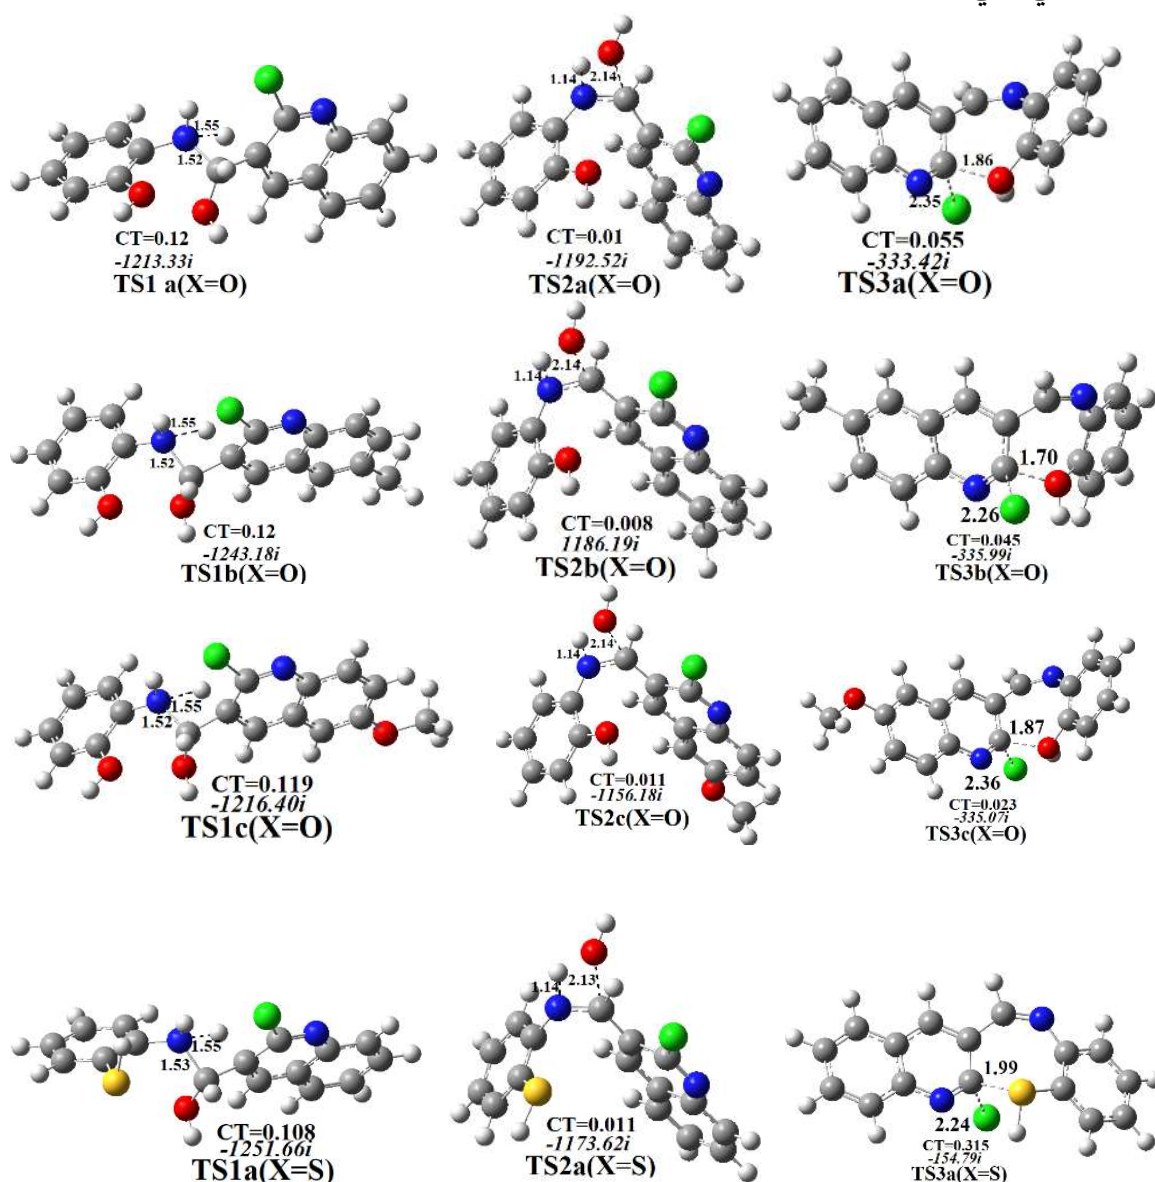 1.55
1.52
CT=0.12
-1213.33i
TS1 a(X=O)
1.14
2.14
CT=0.01
-1192.52i
TS2a(X=O)
1.86
2.35
CT=0.055
-333.42i
TS3a(X=O)
1.55
1.52
CT=0.12
-1243.18i
TS1b(X=O)
2.14
1.14
CT=0.008
1186.19i
TS2b(X=O)
1.70
2.26
CT=0.045
-335.99i
TS3b(X=O)
1.55
1.52
CT=0.119
-1216.40i
TS1c(X=O)
2.14
1.14
CT=0.011
-1156.18i
TS2c(X=O)
1.87
2.36
CT=0.023
-335.07i
TS3c(X=O)
1.55
1.53
CT=0.108
-1251.66i
TS1a(X=S)
2.13
1.14
CT=0.011
-1173.62i
TS2a(X=S)
1.99
2.24
CT=0.315
-154.79i
TS3a(X=S)